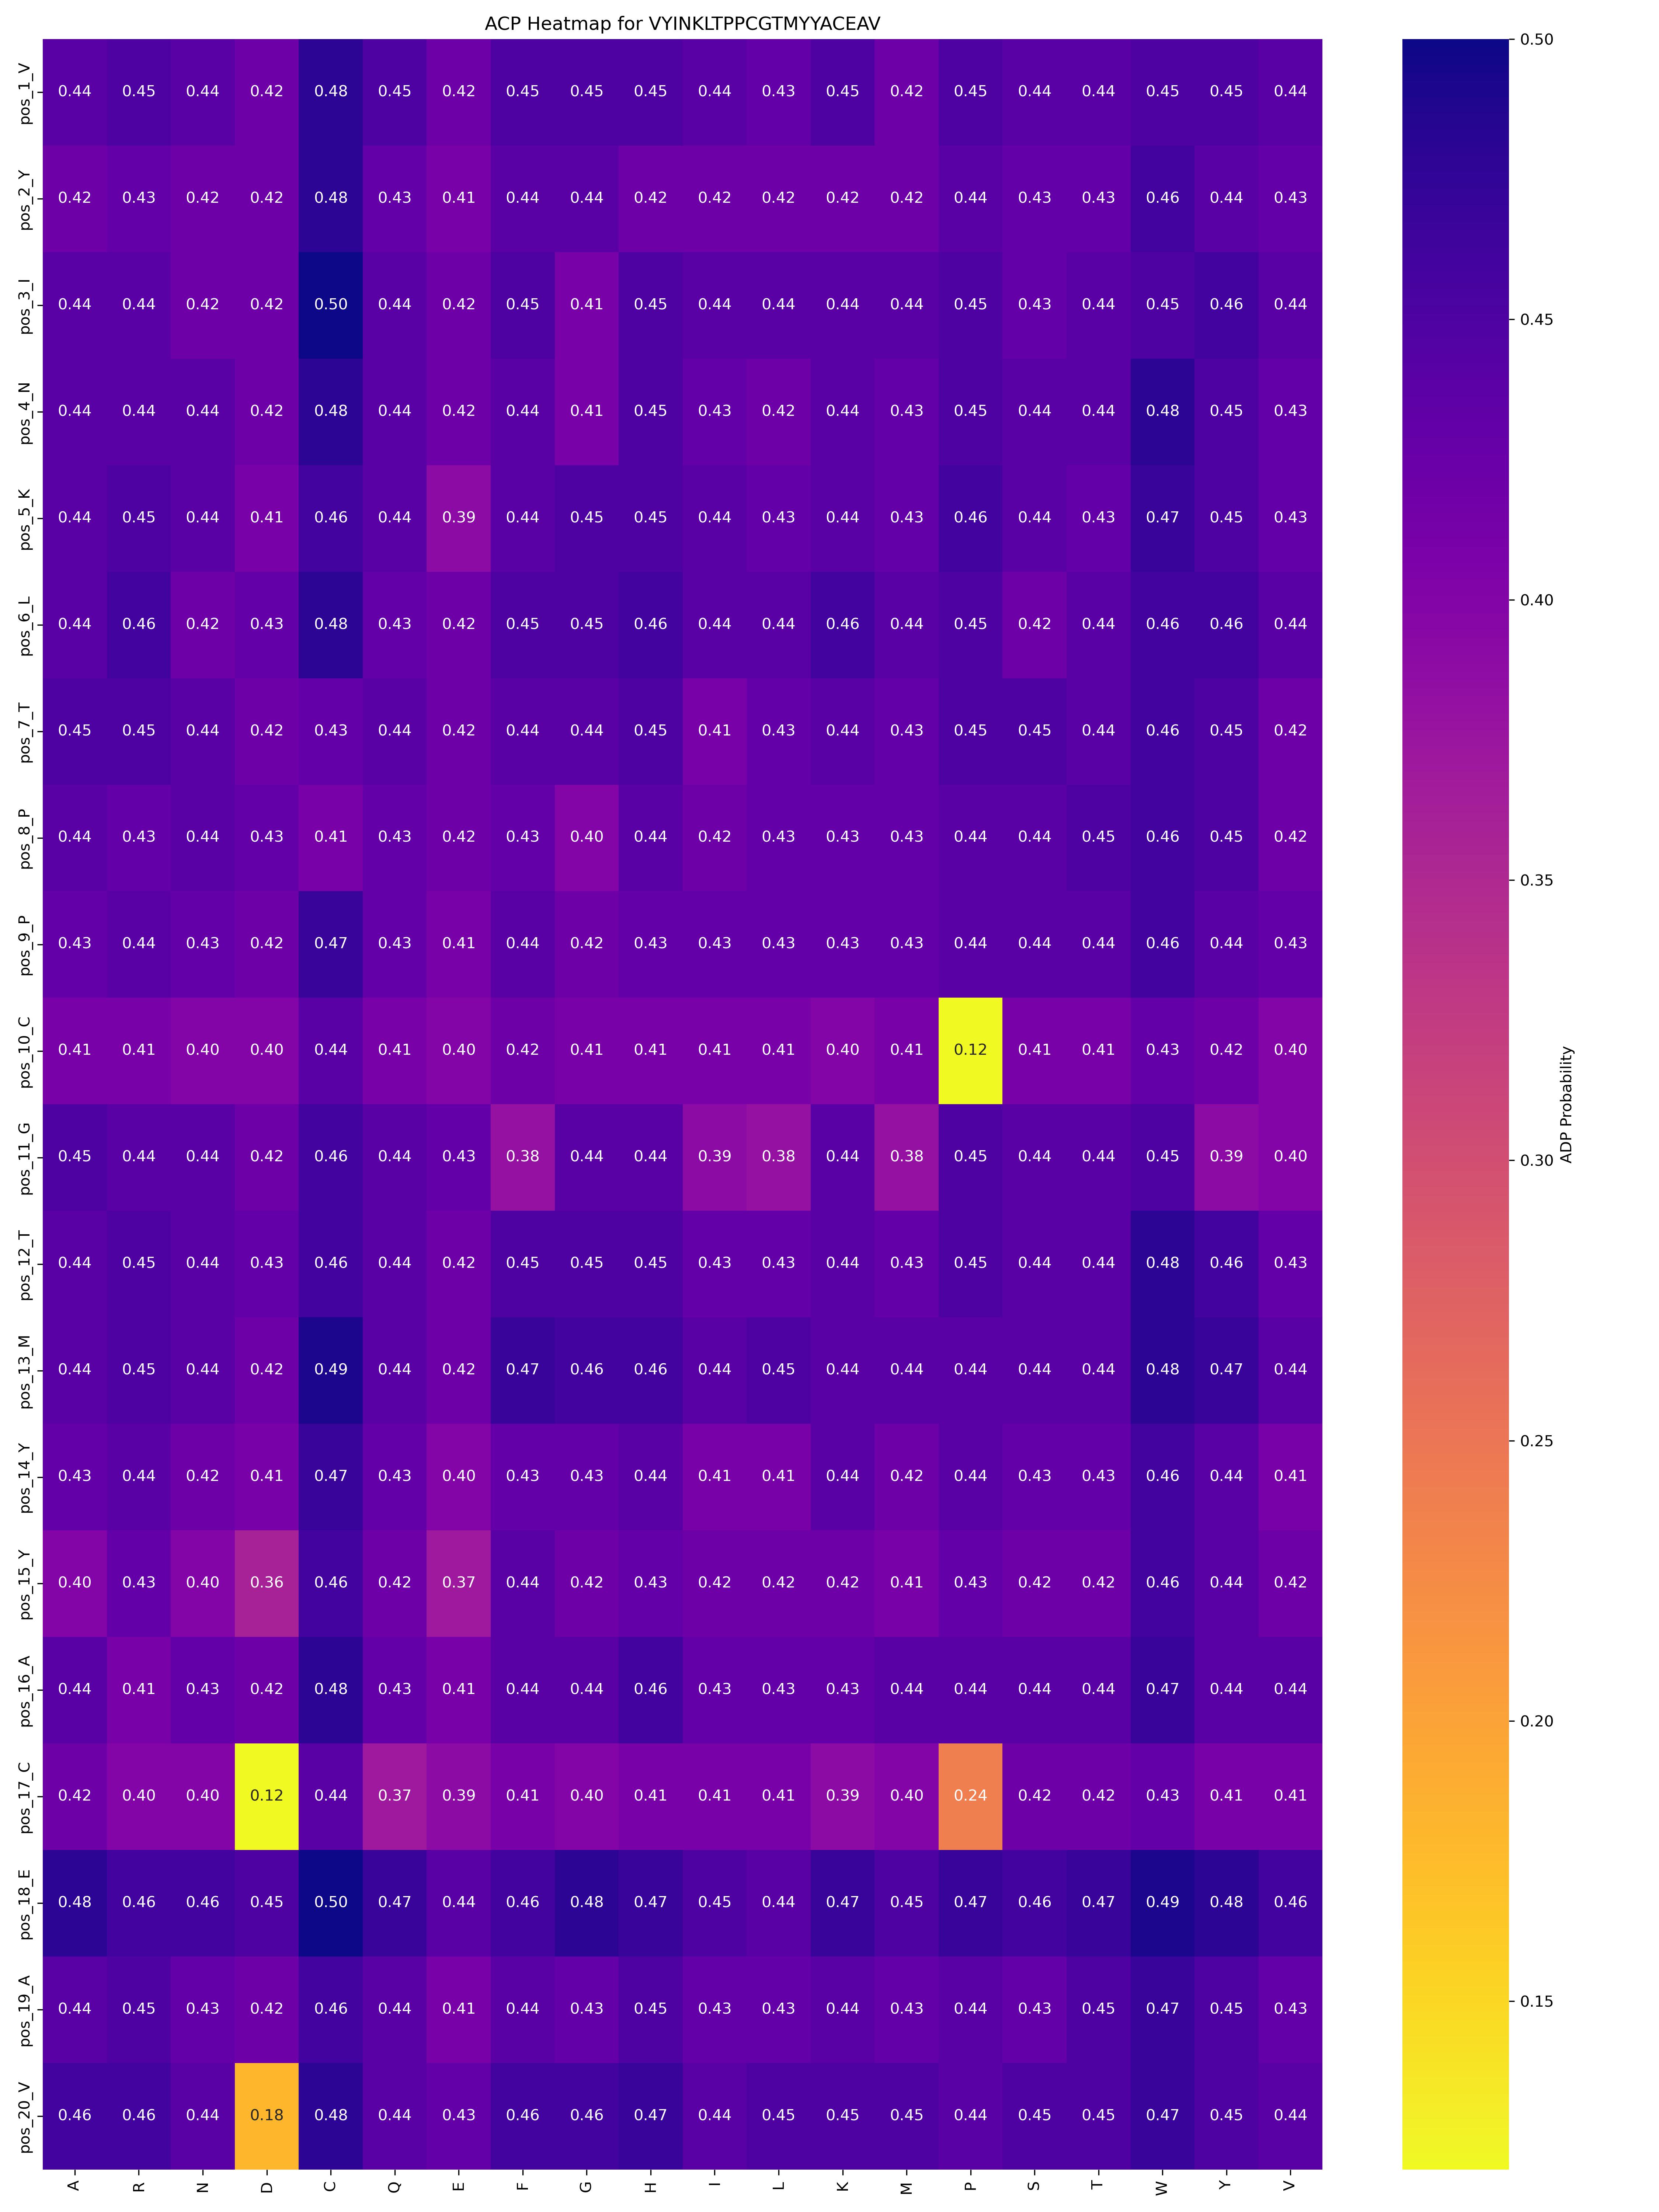 ACP Heatmap for VYINKLTPPCGTMYYACEAV
pos_1_V 0.44 0.45 0.44 0.42 0.48 0.45 0.42 0.45 0.45 0.45 0.44 0.43 0.45 0.42 0.45 0.44 0.44 0.45 0.45 0.44
pos_2_Y 0.42 0.43 0.42 0.42 0.48 0.43 0.41 0.44 0.44 0.42 0.42 0.42 0.42 0.42 0.44 0.43 0.43 0.46 0.44 0.43
pos_3_I 0.44 0.44 0.42 0.42 0.50 0.44 0.42 0.45 0.41 0.45 0.44 0.44 0.44 0.44 0.45 0.43 0.44 0.45 0.46 0.44
pos_4_N 0.44 0.44 0.44 0.42 0.48 0.44 0.42 0.44 0.41 0.45 0.43 0.42 0.44 0.43 0.45 0.44 0.44 0.48 0.45 0.43
pos_5_K 0.44 0.45 0.44 0.41 0.46 0.44 0.39 0.44 0.45 0.45 0.44 0.43 0.44 0.43 0.46 0.44 0.43 0.47 0.45 0.43
pos_6_L 0.44 0.46 0.42 0.43 0.48 0.43 0.42 0.45 0.45 0.46 0.44 0.44 0.46 0.44 0.45 0.42 0.44 0.46 0.46 0.44
pos_7_T 0.45 0.45 0.44 0.42 0.43 0.44 0.42 0.44 0.44 0.45 0.41 0.43 0.44 0.43 0.45 0.45 0.44 0.46 0.45 0.42
pos_8_P 0.44 0.43 0.44 0.43 0.41 0.43 0.42 0.43 0.40 0.44 0.42 0.43 0.43 0.43 0.44 0.44 0.45 0.46 0.45 0.42
pos_9_P 0.43 0.44 0.43 0.42 0.47 0.43 0.41 0.44 0.42 0.43 0.43 0.43 0.43 0.43 0.44 0.44 0.44 0.46 0.44 0.43
pos_10_C 0.41 0.41 0.40 0.40 0.44 0.41 0.40 0.42 0.41 0.41 0.41 0.41 0.40 0.41 0.12 0.41 0.41 0.43 0.42 0.40
pos_11_G 0.45 0.44 0.44 0.42 0.46 0.44 0.43 0.38 0.44 0.44 0.39 0.38 0.44 0.38 0.45 0.44 0.44 0.45 0.39 0.40
pos_12_T 0.44 0.45 0.44 0.43 0.46 0.44 0.42 0.45 0.45 0.45 0.43 0.43 0.44 0.43 0.45 0.44 0.44 0.48 0.46 0.43
pos_13_M 0.44 0.45 0.44 0.42 0.49 0.44 0.42 0.47 0.46 0.46 0.44 0.45 0.44 0.44 0.44 0.44 0.44 0.48 0.47 0.44
pos_14_Y 0.43 0.44 0.42 0.41 0.47 0.43 0.40 0.43 0.43 0.44 0.41 0.41 0.44 0.42 0.44 0.43 0.43 0.46 0.44 0.41
pos_15_Y 0.40 0.43 0.40 0.36 0.46 0.42 0.37 0.44 0.42 0.43 0.42 0.42 0.42 0.41 0.43 0.42 0.42 0.46 0.44 0.42
pos_16_A 0.44 0.41 0.43 0.42 0.48 0.43 0.41 0.44 0.44 0.46 0.43 0.43 0.43 0.44 0.44 0.44 0.44 0.47 0.44 0.44
pos_17_C 0.42 0.40 0.40 0.12 0.44 0.37 0.39 0.41 0.40 0.41 0.41 0.41 0.39 0.40 0.24 0.42 0.42 0.43 0.41 0.41
pos_18_E 0.48 0.46 0.46 0.45 0.50 0.47 0.44 0.46 0.48 0.47 0.45 0.44 0.47 0.45 0.47 0.46 0.47 0.49 0.48 0.46
pos_19_A 0.44 0.45 0.43 0.42 0.46 0.44 0.41 0.44 0.43 0.45 0.43 0.43 0.44 0.43 0.44 0.43 0.45 0.47 0.45 0.43
pos_20_V 0.46 0.46 0.44 0.18 0.48 0.44 0.43 0.46 0.46 0.47 0.44 0.45 0.45 0.45 0.44 0.45 0.45 0.47 0.45 0.44
A R N D C Q E F G H I L K M P S T W Y V
0.50
0.45
0.40
0.35
0.30
0.25
0.20
0.15
ADP Probability